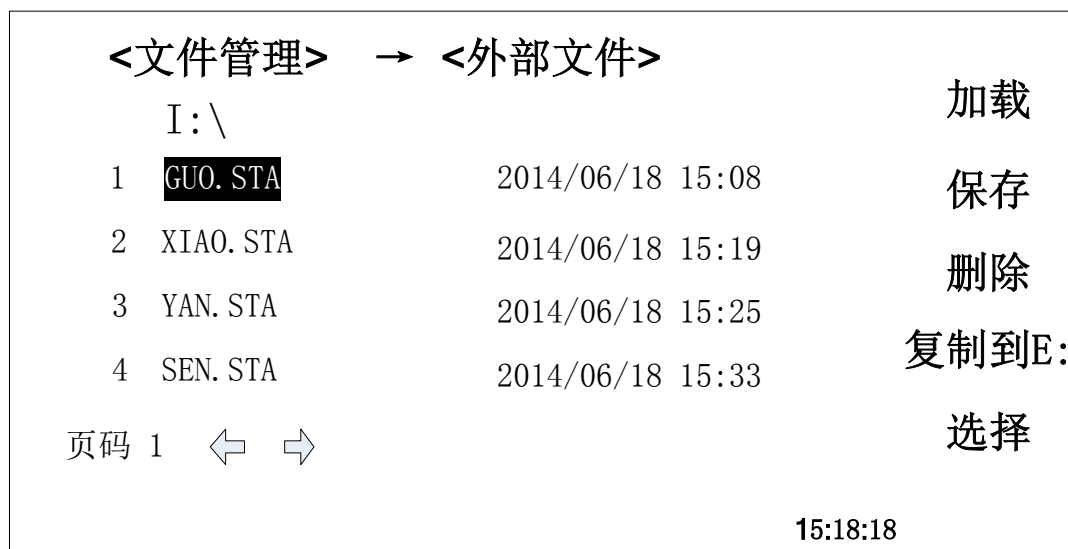 <文件管理> → <外部文件>
I:\
1 GUO.STA 2014/06/18 15:08
2 XIAO.STA 2014/06/18 15:19
3 YAN.STA 2014/06/18 15:25
4 SEN.STA 2014/06/18 15:33
页码 1
加载
保存
删除
复制到E:
选择
15:18:18